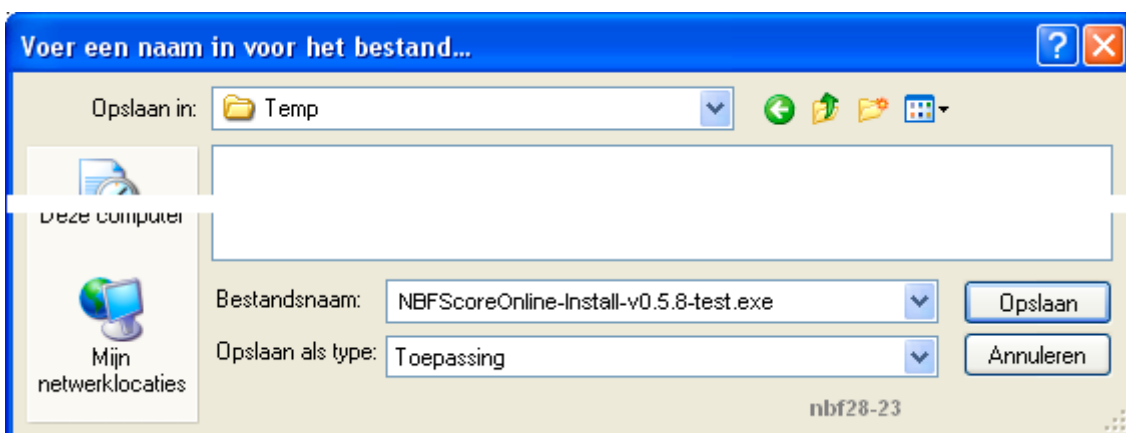 Voer een naam in voor het bestand...
Opslaan in: Temp
Deze computer
Bestandsnaam: NBFScoreOnline-Install-v0.5.8-test.exe Opslaan
Mijn netwerklocaties
Opslaan als type: Toepassing Annuleren
nbf28-23